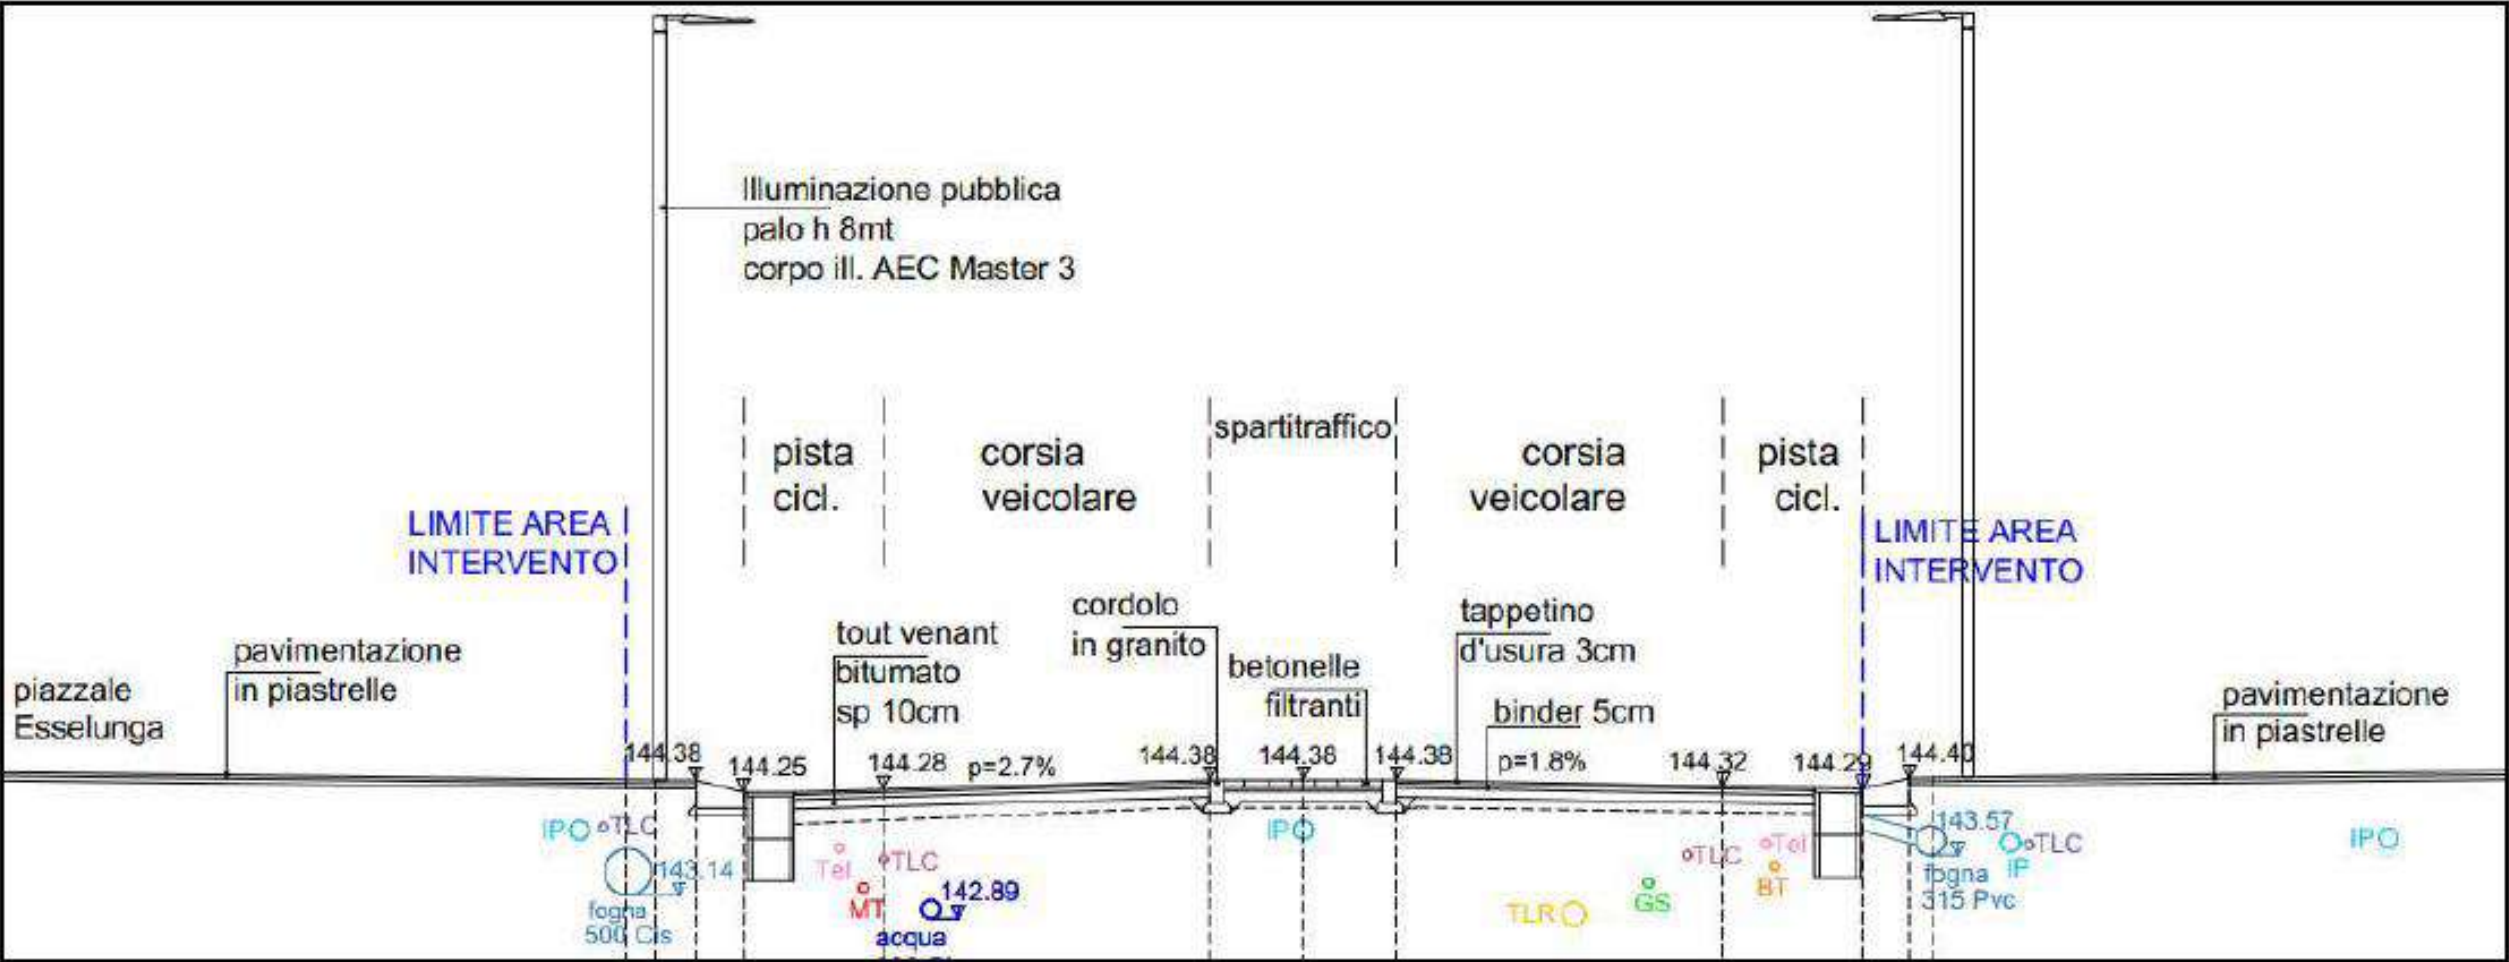 Illuminazione pubblica
palo h 8mt
corpo ill. AEC Master 3
pista
cicl.
corsia
veicolare
spartitraffico
corsia
veicolare
pista
cicl.
LIMITE AREA
INTERVENTO
LIMITE AREA
INTERVENTO
piazzale
Esselunga
pavimentazione
in piastrelle
tout venant
bitumato
sp 10cm
cordolo
in granito
betonelle
filtranti
tappetino
d'usura 3cm
binder 5cm
pavimentazione
in piastrelle
144.38
144.25
144.28
p=2.7%
144.38
144.38
144.38
p=1.8%
144.32
144.29
144.40
IP
TLC
143.14
fogna
500 Cls
Tel
TLC
MT
142.89
acqua
IP
TLR
GS
TLC
Tel
BT
143.57
fogna
315 Pvc
IP
TLC
IP